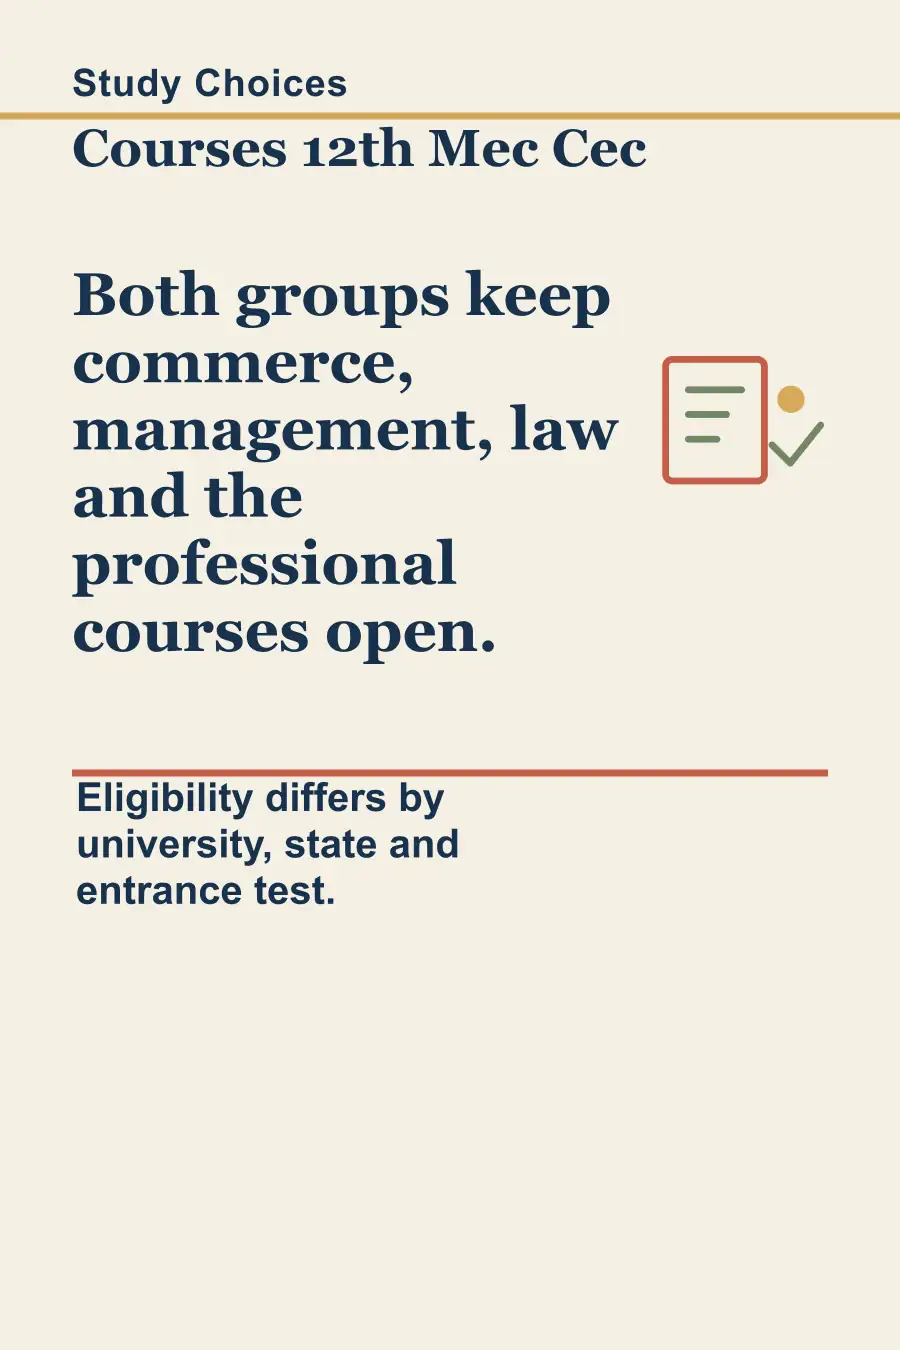 Study Choices
Courses 12th Mec Cec
Both groups keep
commerce,
management, law
and the
professional
courses open.
Eligibility differs by
university, state and
entrance test.